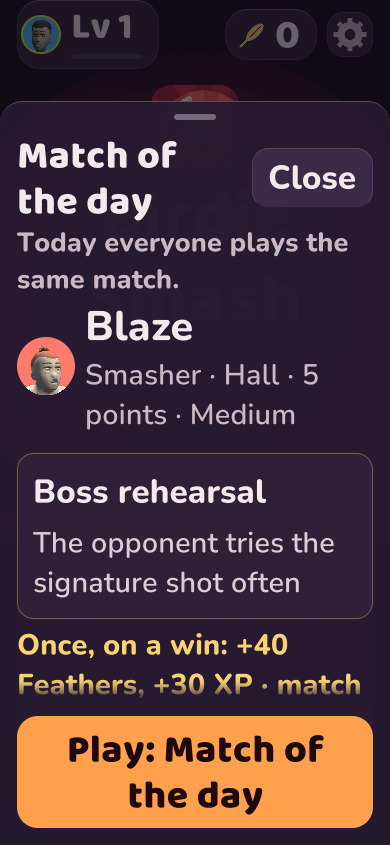 Lv 1
0
Match of
the day
Close
Today everyone plays the
same match.
Blaze
Smasher · Hall · 5
points · Medium
Boss rehearsal
The opponent tries the
signature shot often
Once, on a win: +40
Feathers, +30 XP · match
Play: Match of
the day